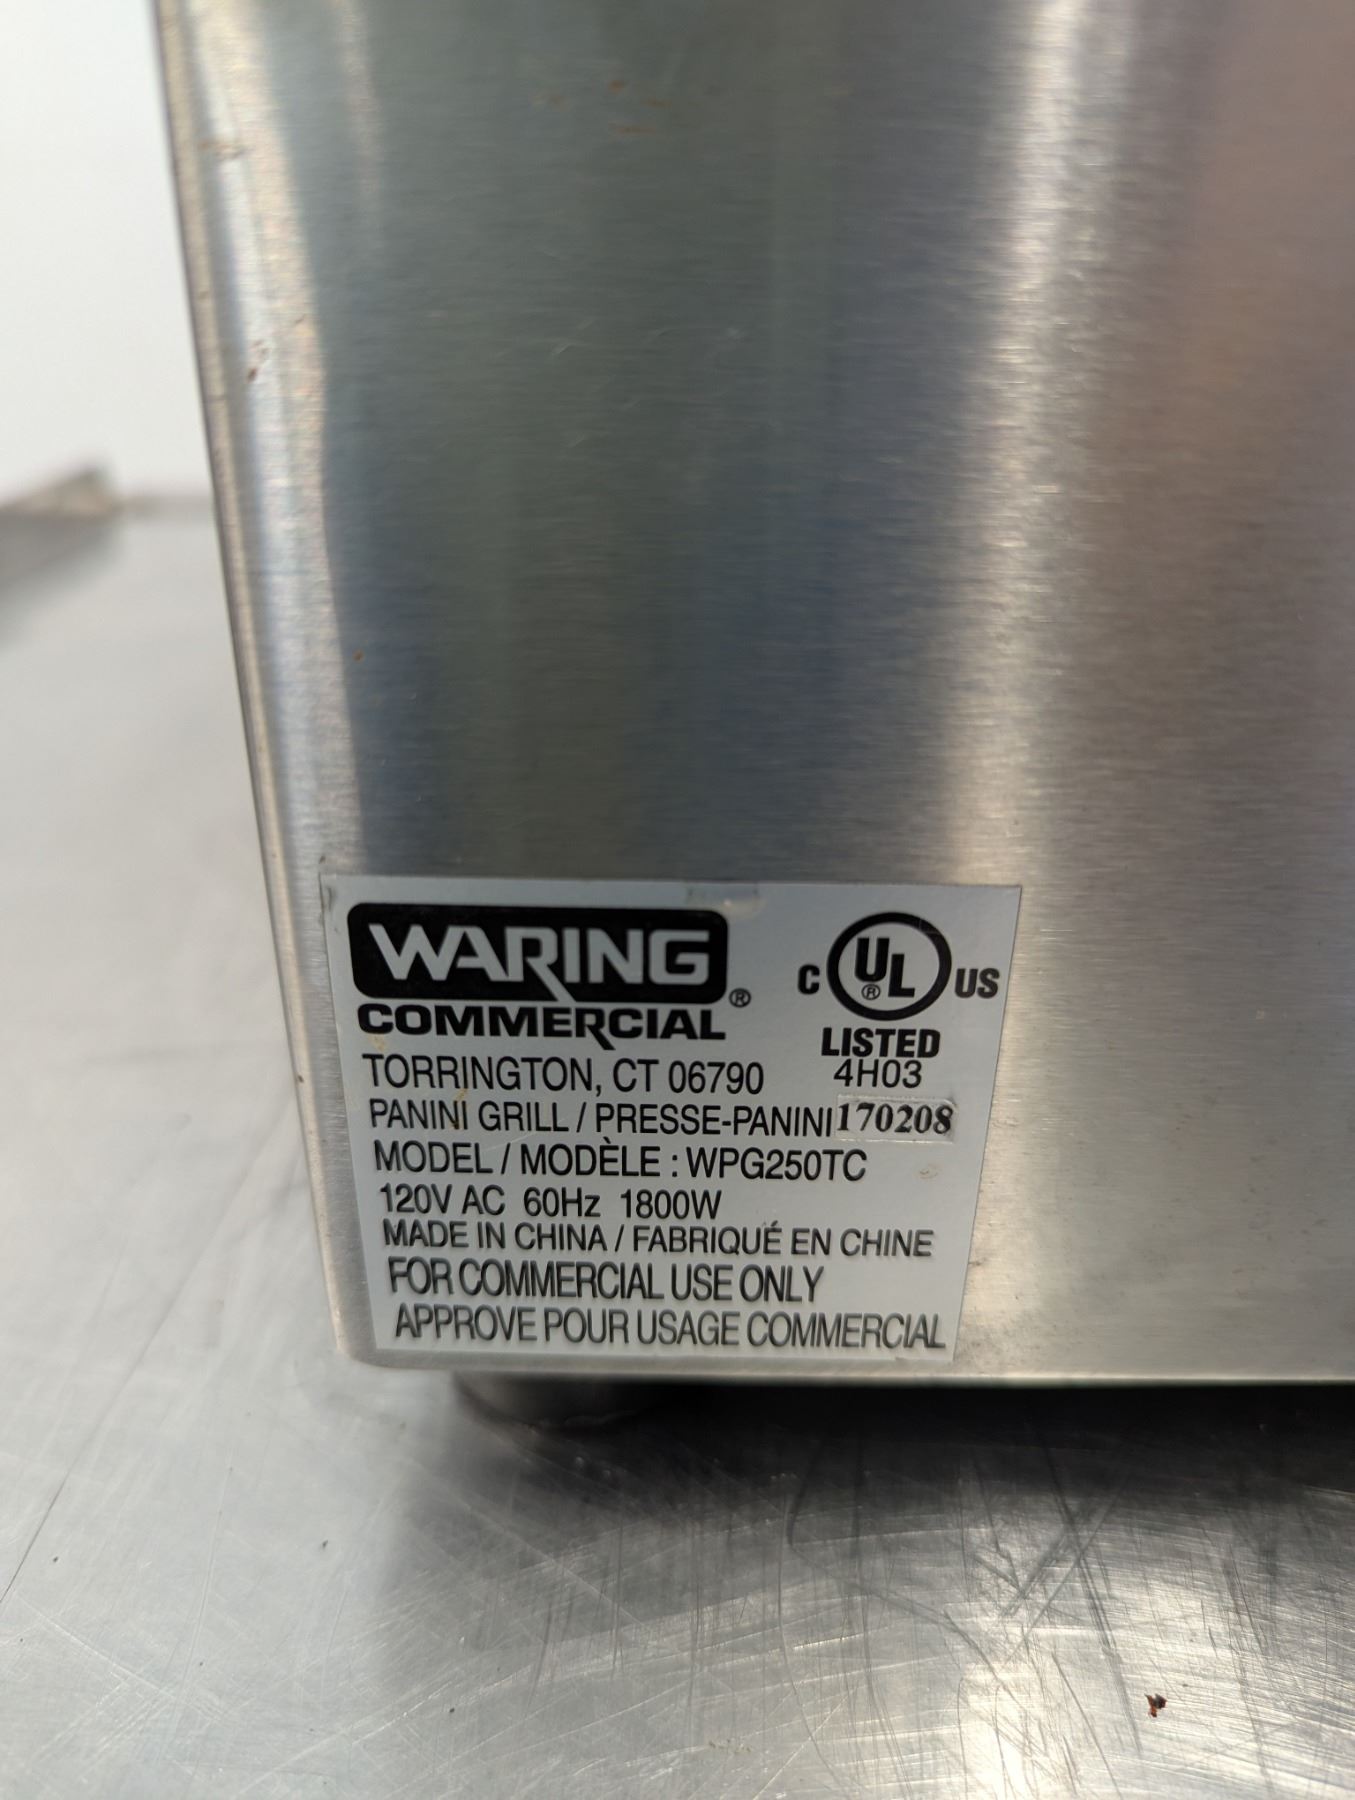 WARING®
COMMERCIAL
C UL® US
LISTED
4H03
TORRINGTON, CT 06790
PANINI GRILL / PRESSE-PANINI 170208
MODEL / MODÈLE : WPG250TC
120V AC 60Hz 1800W
MADE IN CHINA / FABRIQUÉ EN CHINE
FOR COMMERCIAL USE ONLY
APPROVE POUR USAGE COMMERCIAL